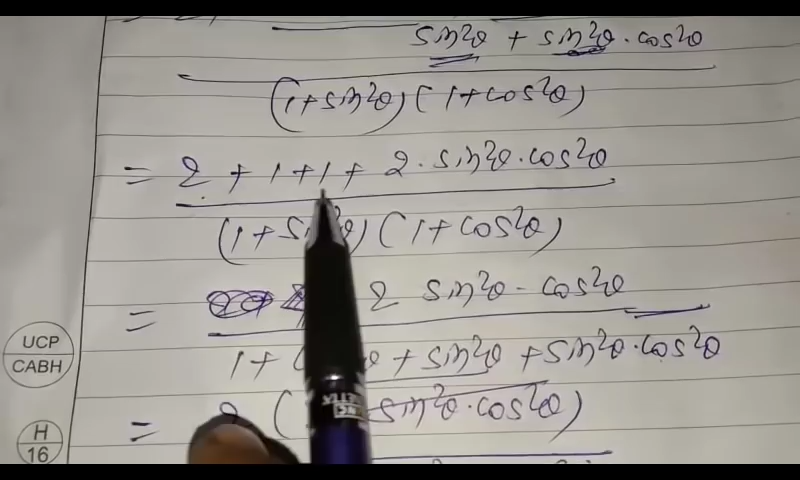 sin²θ + sin²θ · cos²θ
(1+sin²θ) (1+cos²θ)
= 2 + 1 + 1 + 2 · sin²θ · cos²θ
(1 + sin²θ) (1 + cos²θ)
= 2 sin²θ - cos²θ
UCP
CABH
1 + + sin²θ + sin²θ · cos²θ
= ( sin²θ · cos²θ)
H
16